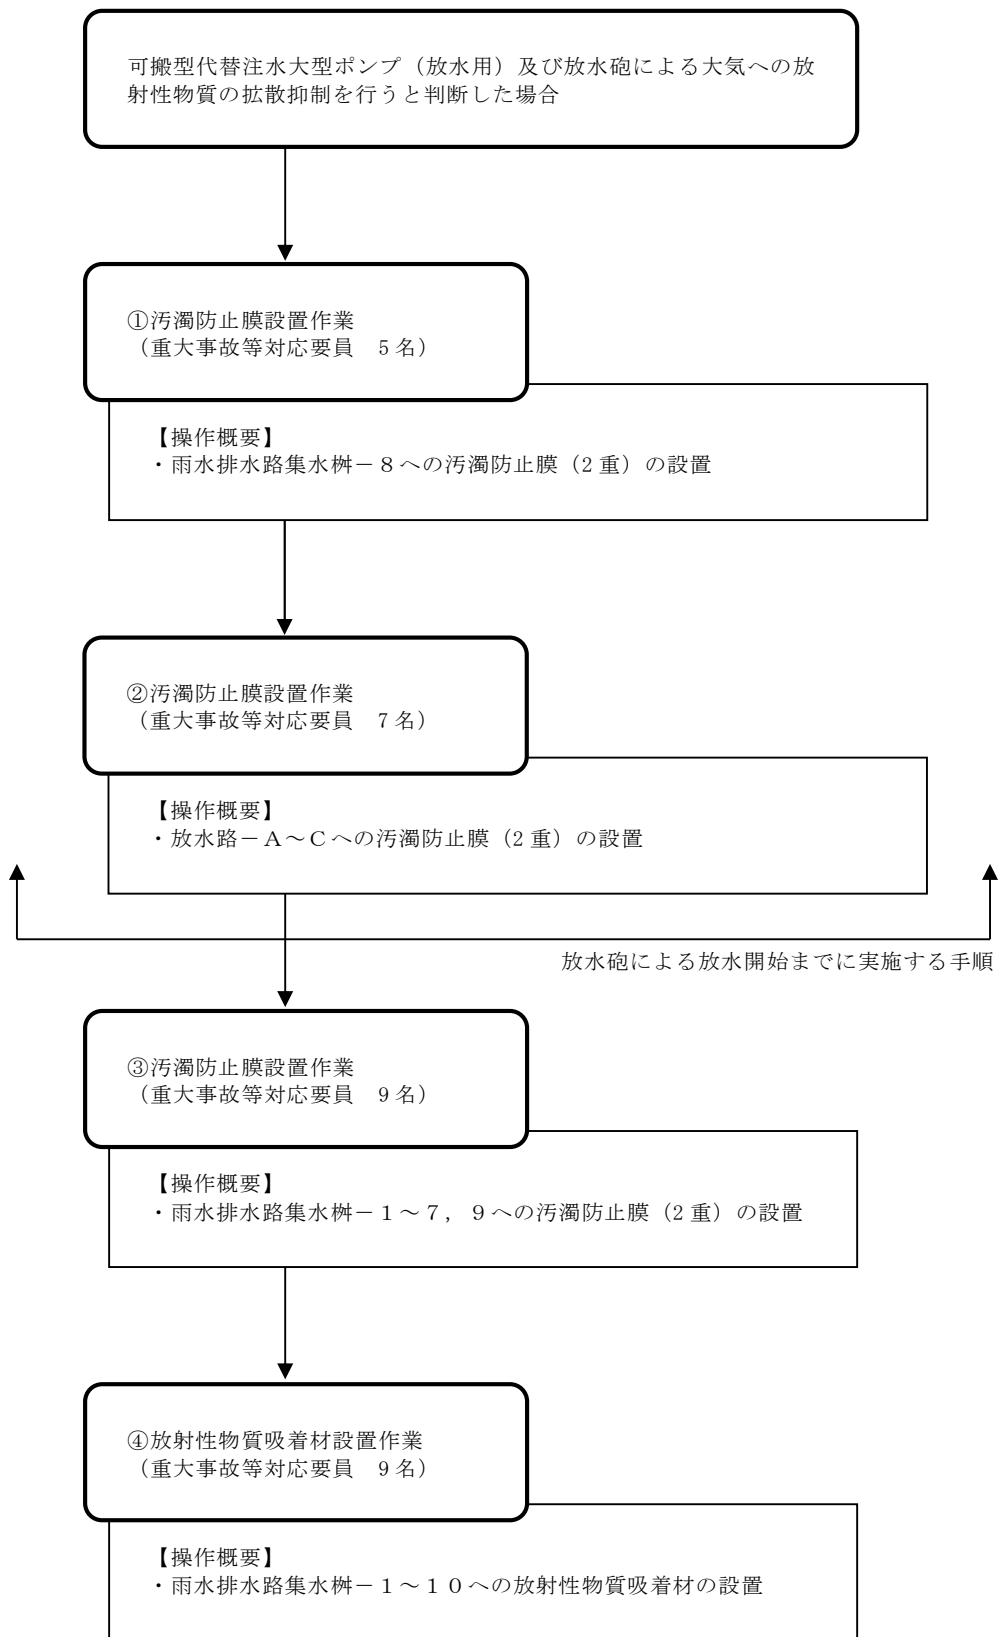 可搬型代替注水大型ポンプ（放水用）及び放水砲による大気への放
射性物質の拡散抑制を行うと判断した場合
①汚濁防止膜設置作業
（重大事故等対応要員　5名）
【操作概要】
・雨水排水路集水桝－８への汚濁防止膜（2重）の設置
②汚濁防止膜設置作業
（重大事故等対応要員　7名）
【操作概要】
・放水路－Ａ～Ｃへの汚濁防止膜（2重）の設置
放水砲による放水開始までに実施する手順
③汚濁防止膜設置作業
（重大事故等対応要員　9名）
【操作概要】
・雨水排水路集水桝－１～７，９への汚濁防止膜（2重）の設置
④放射性物質吸着材設置作業
（重大事故等対応要員　9名）
【操作概要】
・雨水排水路集水桝－１～１０への放射性物質吸着材の設置